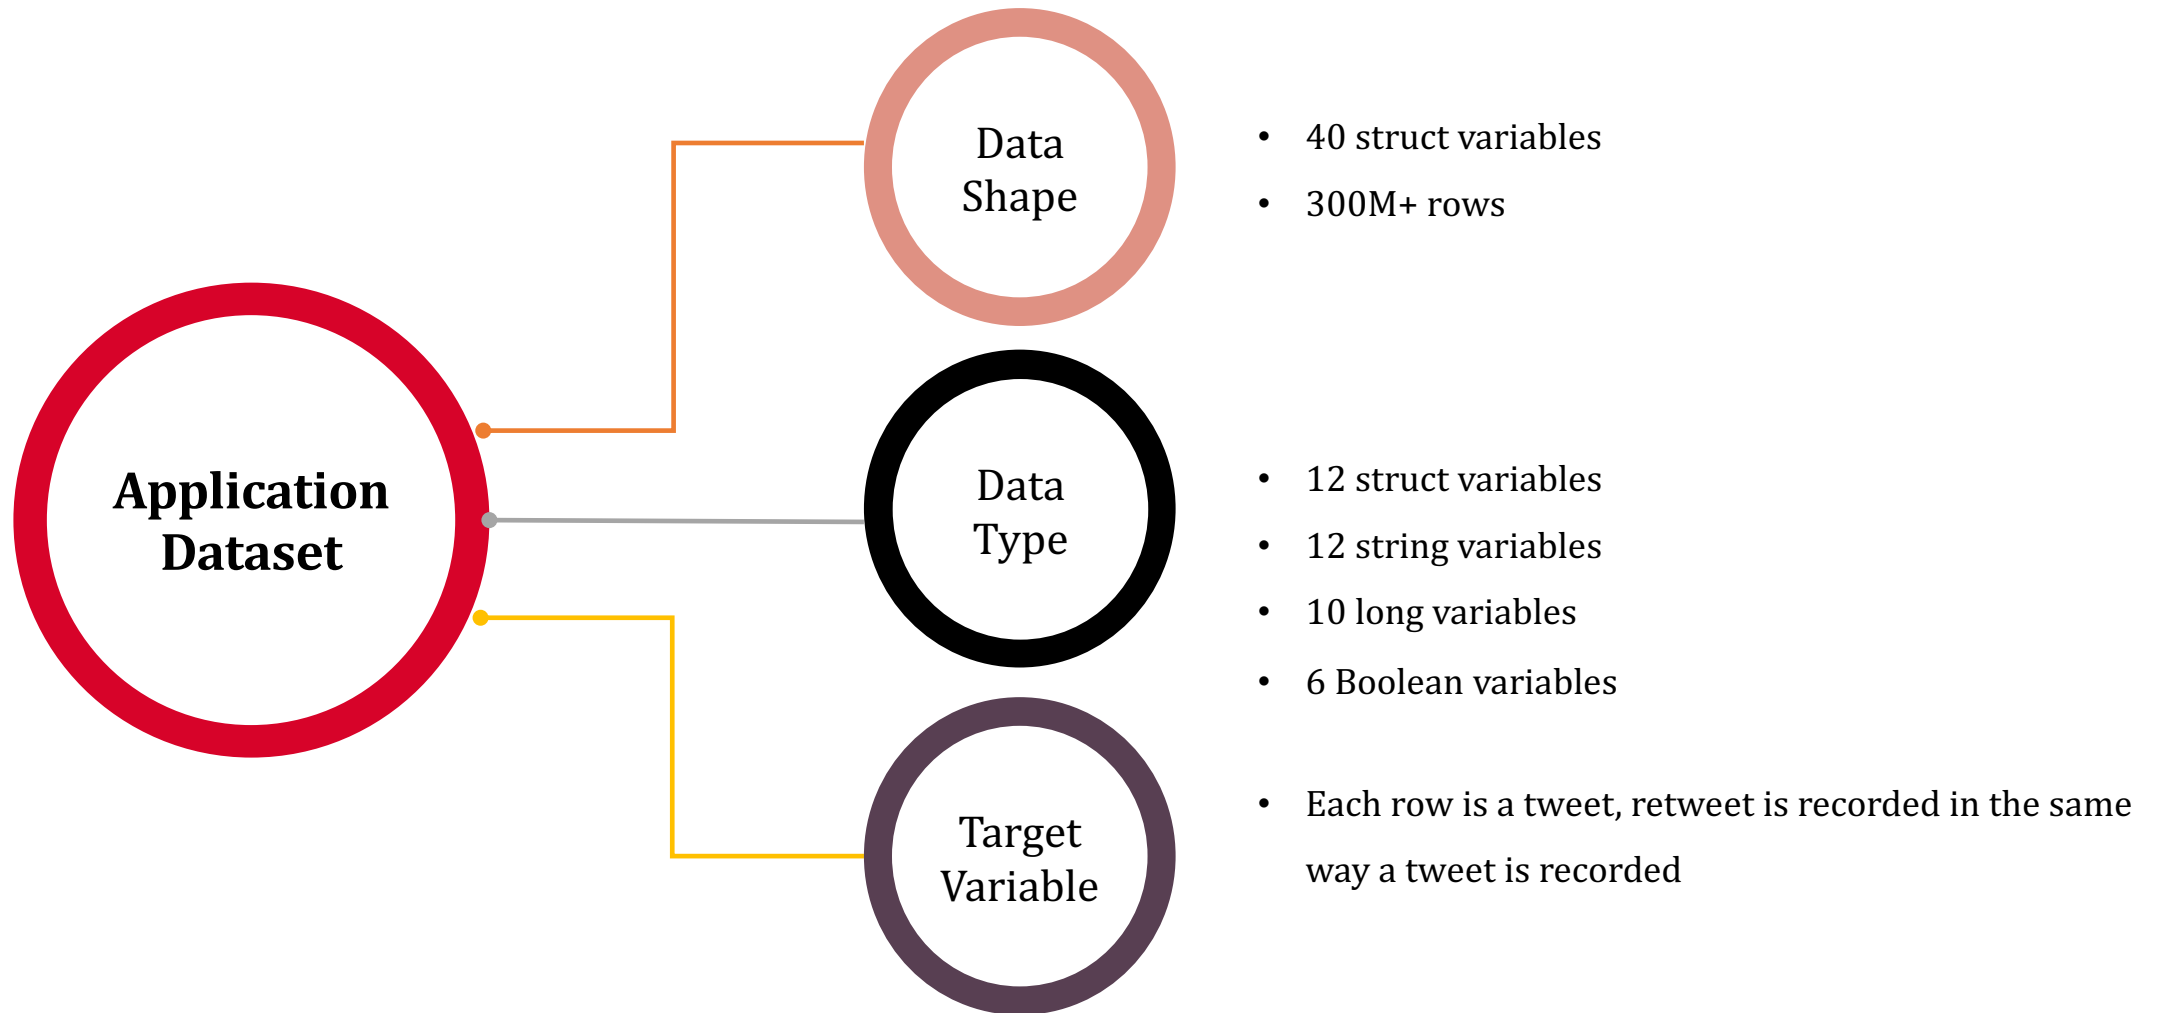 Application
Dataset
Data
Shape
• 40 struct variables
• 300M+ rows
Data
Type
• 12 struct variables
• 12 string variables
• 10 long variables
• 6 Boolean variables
Target
Variable
• Each row is a tweet, retweet is recorded in the same
way a tweet is recorded